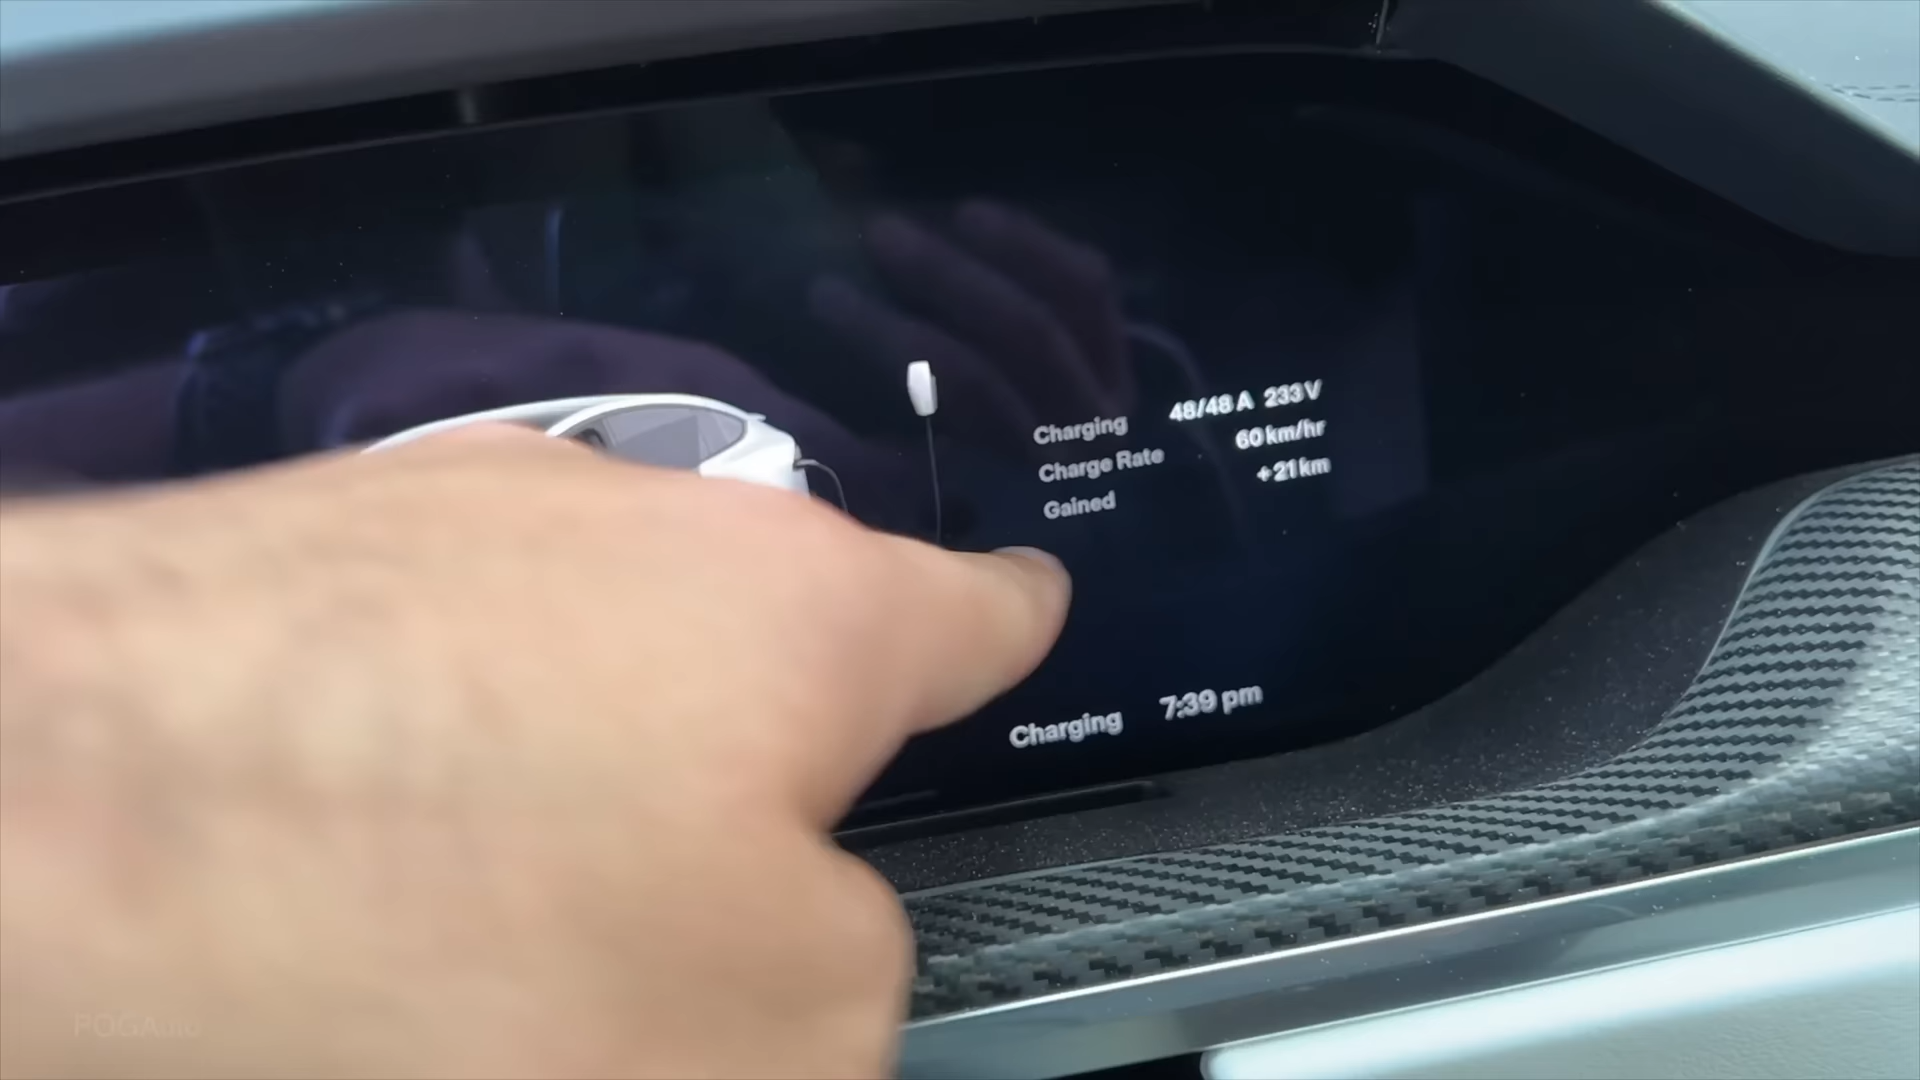 Charging 48/48 A 233 V
Charge Rate 60 km/hr
Gained +21 km
Charging 7:39 pm